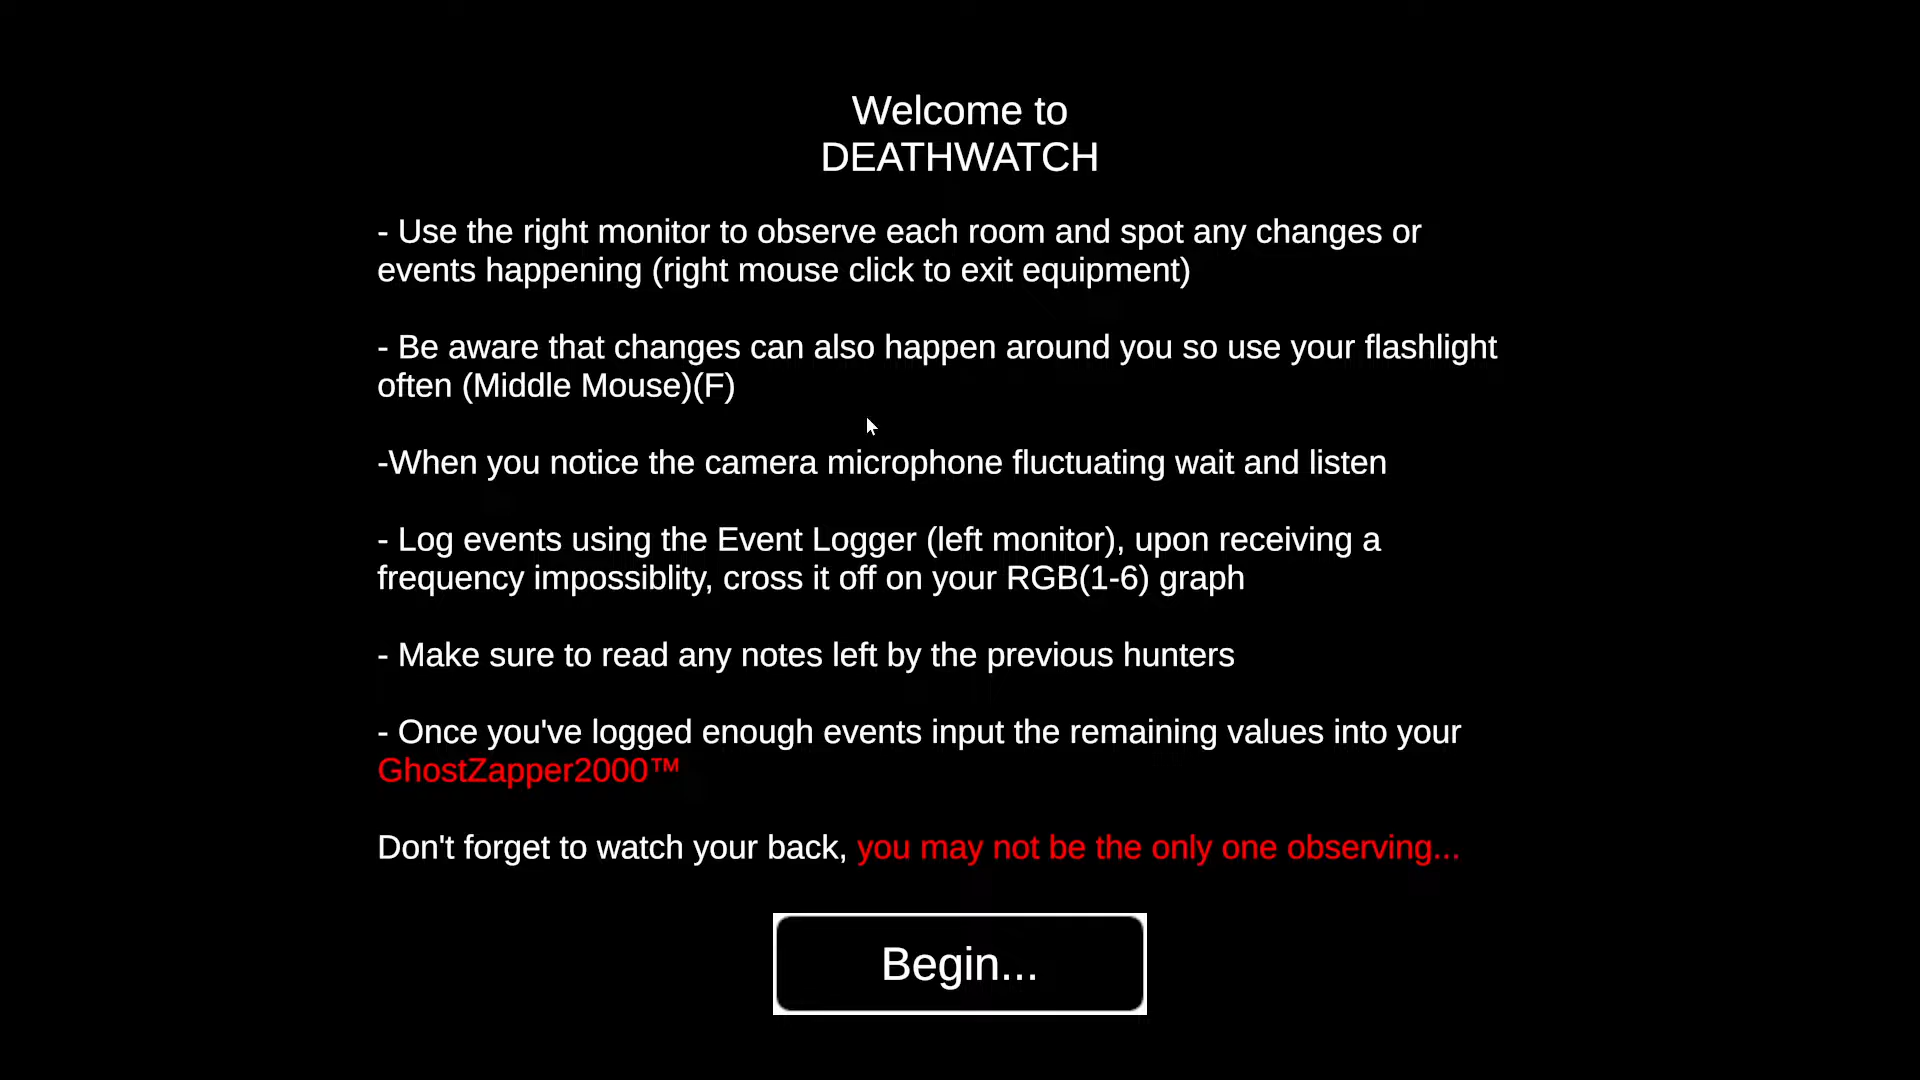 Welcome to
DEATHWATCH
- Use the right monitor to observe each room and spot any changes or
events happening (right mouse click to exit equipment)
- Be aware that changes can also happen around you so use your flashlight
often (Middle Mouse)(F)
-When you notice the camera microphone fluctuating wait and listen
- Log events using the Event Logger (left monitor), upon receiving a
frequency impossiblity, cross it off on your RGB(1-6) graph
- Make sure to read any notes left by the previous hunters
- Once you've logged enough events input the remaining values into your
GhostZapper2000™
Don't forget to watch your back, you may not be the only one observing...
Begin...